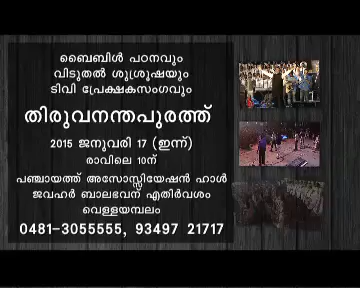 ബൈബിൾ പഠനവും
വിടുതൽ ശുശ്രൂഷയും
ടിവി പ്രേക്ഷകസംഗവും
തിരുവനന്തപുരത്ത്
2015 ജനുവരി 17 (ഇന്ന്)
രാവിലെ 10ന്
പഞ്ചായത്ത് അസോസ്സിയേഷൻ ഹാൾ
ജവഹർ ബാലഭവന് എതിർവശം
വെള്ളയമ്പലം
0481-3055555, 93497 21717